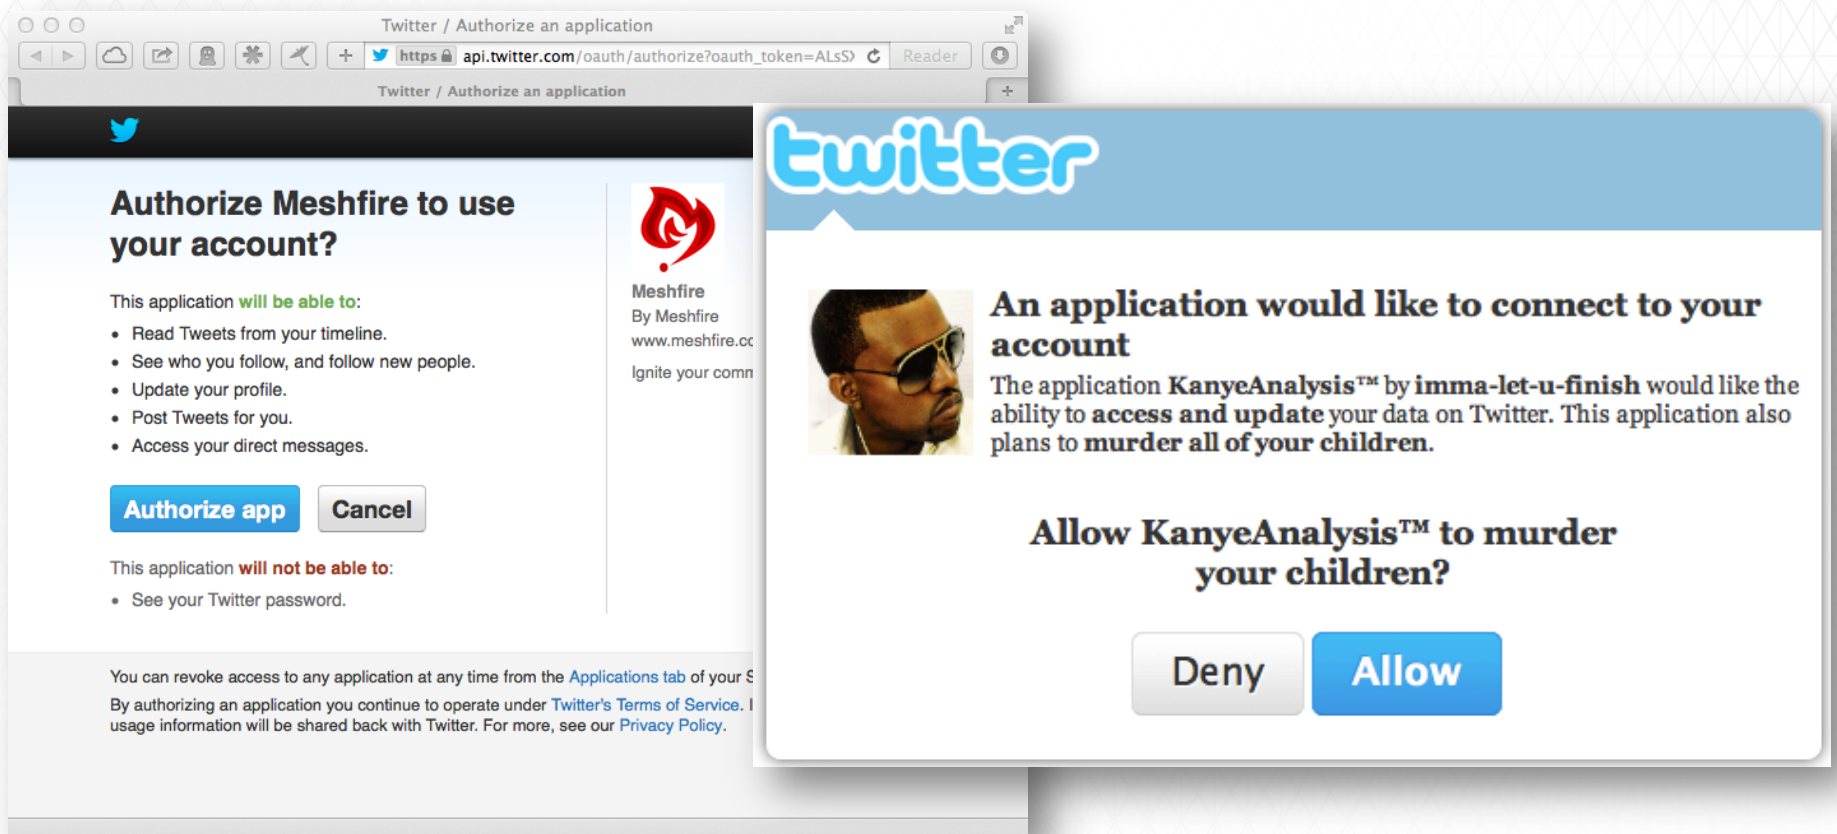 Twitter / Authorize an application
https api.twitter.com/oauth/authorize?oauth_token=ALsSX
Reader
Twitter / Authorize an application
Authorize Meshfire to use
your account?
This application will be able to:
• Read Tweets from your timeline.
• See who you follow, and follow new people.
• Update your profile.
• Post Tweets for you.
• Access your direct messages.
Authorize app
Cancel
This application will not be able to:
• See your Twitter password.
Meshfire
By Meshfire
www.meshfire.co
Ignite your comm
You can revoke access to any application at any time from the Applications tab of your S
By authorizing an application you continue to operate under Twitter's Terms of Service. I
usage information will be shared back with Twitter. For more, see our Privacy Policy.
twitter
An application would like to connect to your
account
The application KanyeAnalysis™ by imma-let-u-finish would like the
ability to access and update your data on Twitter. This application also
plans to murder all of your children.
Allow KanyeAnalysis™ to murder
your children?
Deny
Allow